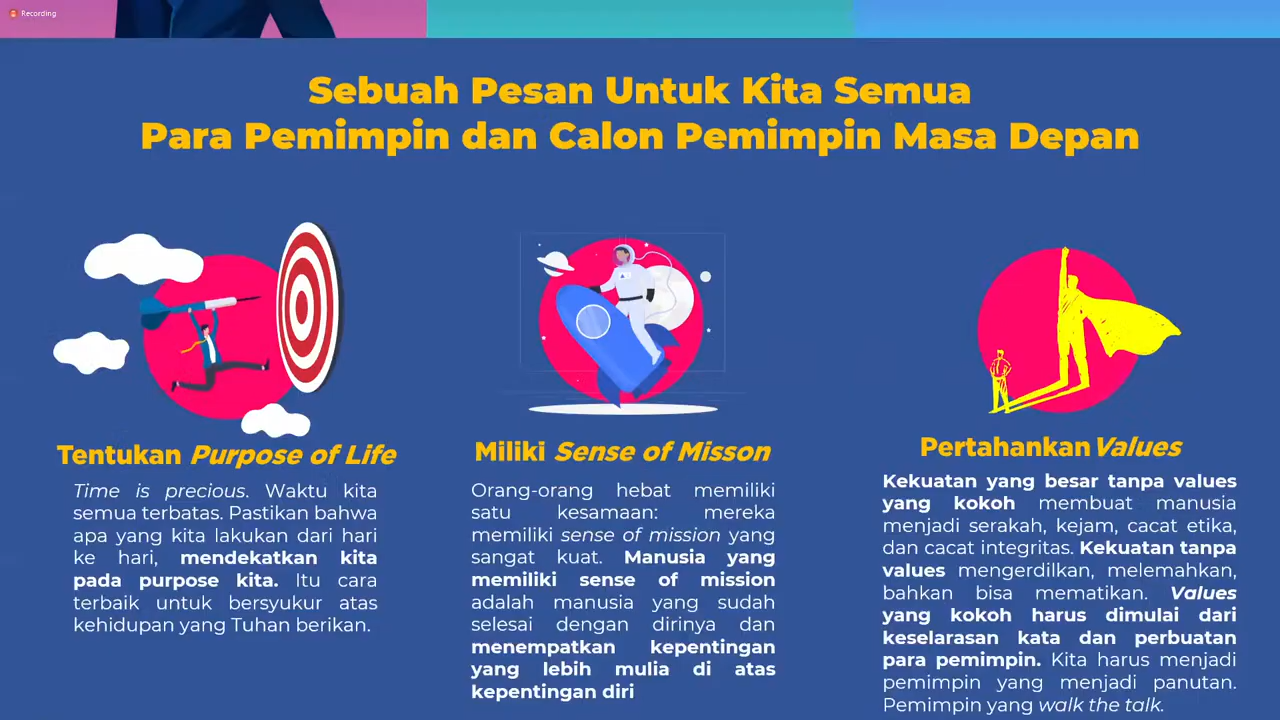 Recording
Sebuah Pesan Untuk Kita Semua
Para Pemimpin dan Calon Pemimpin Masa Depan
Tentukan Purpose of Life
Time is precious. Waktu kita
semua terbatas. Pastikan bahwa
apa yang kita lakukan dari hari
ke hari, mendekatkan kita
pada purpose kita. Itu cara
terbaik untuk bersyukur atas
kehidupan yang Tuhan berikan.
Miliki Sense of Misson
Orang-orang hebat memiliki
satu kesamaan: mereka
memiliki sense of mission yang
sangat kuat. Manusia yang
memiliki sense of mission
adalah manusia yang sudah
selesai dengan dirinya dan
menempatkan kepentingan
yang lebih mulia di atas
kepentingan diri
Pertahankan Values
Kekuatan yang besar tanpa values
yang kokoh membuat manusia
menjadi serakah, kejam, cacat etika,
dan cacat integritas. Kekuatan tanpa
values mengerdilkan, melemahkan,
bahkan bisa mematikan. Values
yang kokoh harus dimulai dari
keselarasan kata dan perbuatan
para pemimpin. Kita harus menjadi
pemimpin yang menjadi panutan.
Pemimpin yang walk the talk.